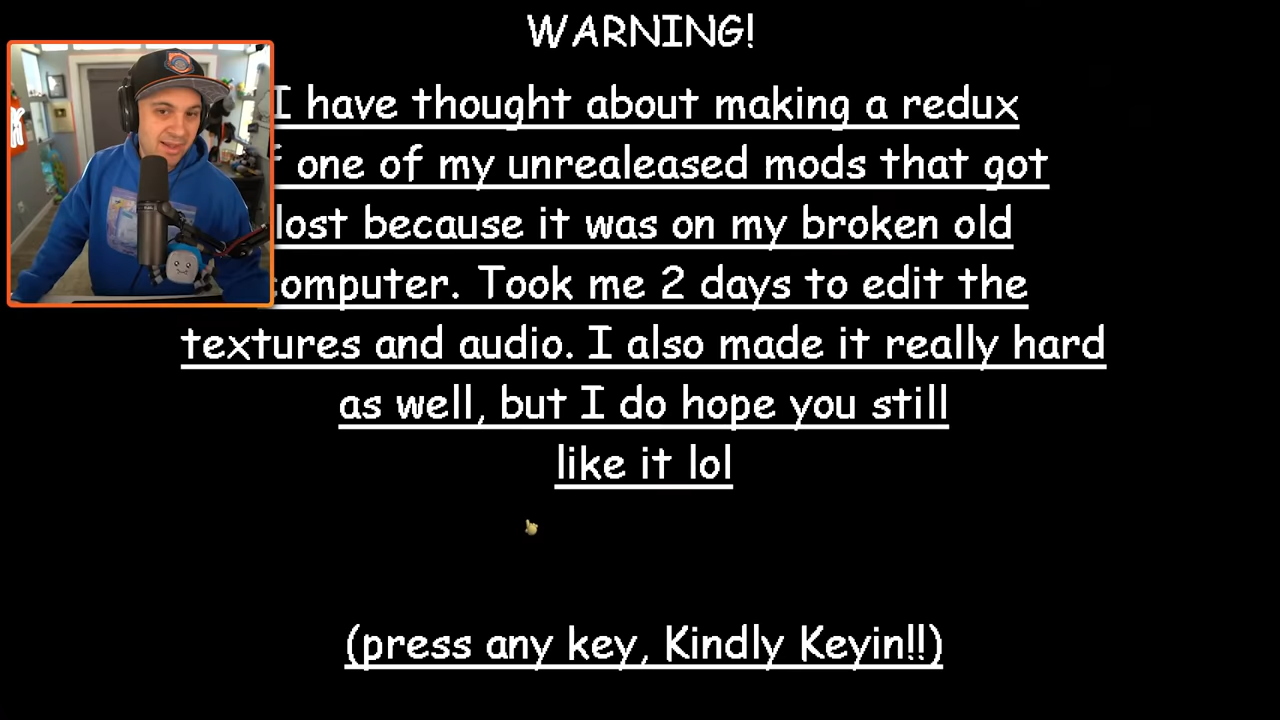 WARNING!
I have thought about making a redux
one of my unrealeased mods that got
lost because it was on my broken old
computer. Took me 2 days to edit the
textures and audio. I also made it really hard
as well, but I do hope you still
like it lol
(press any key, Kindly Keyin!!)